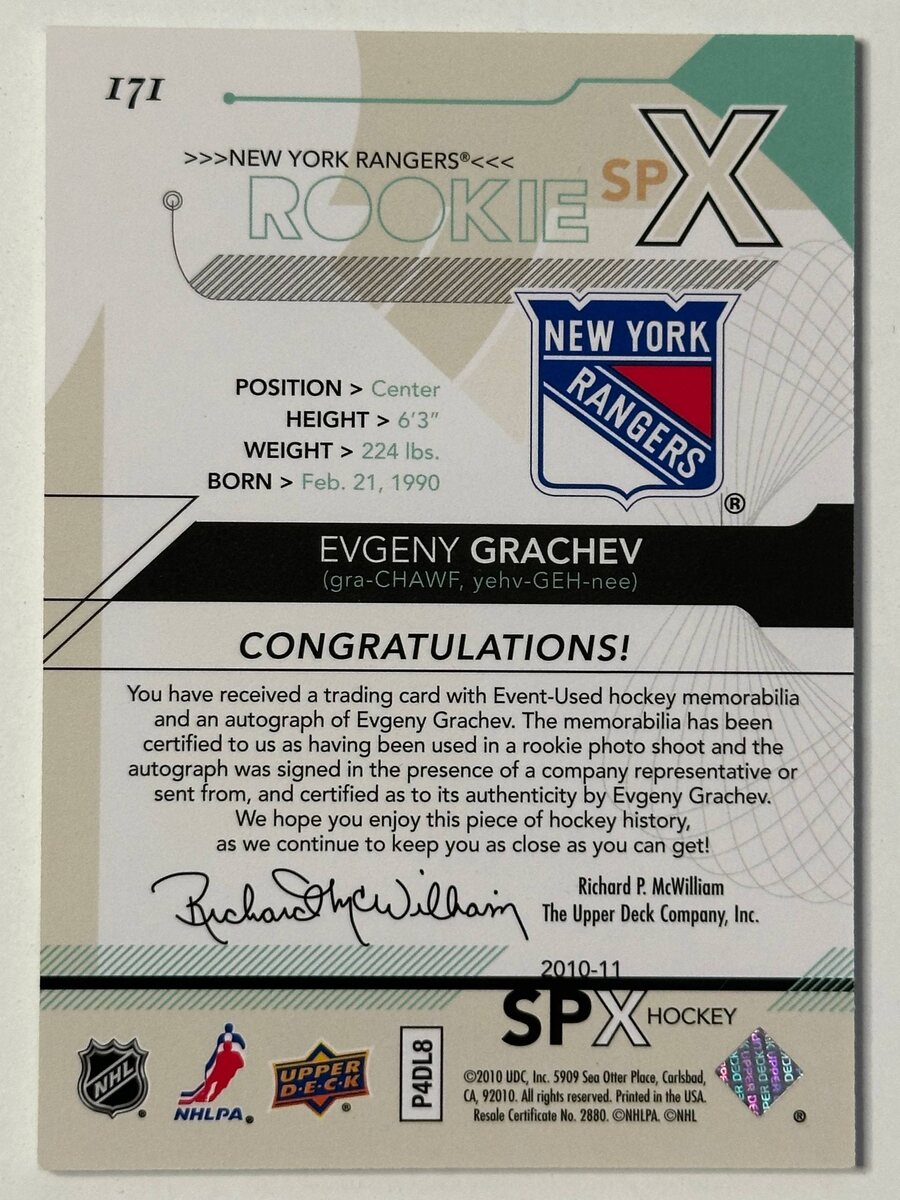 171
>>>NEW YORK RANGERS®<<<
ROOKIE SPX
NEW YORK
RANGERS
®
POSITION > Center
HEIGHT > 6'3"
WEIGHT > 224 lbs.
BORN > Feb. 21, 1990
EVGENY GRACHEV
(gra-CHAWF, yehv-GEH-nee)
CONGRATULATIONS!
You have received a trading card with Event-Used hockey memorabilia
and an autograph of Evgeny Grachev. The memorabilia has been
certified to us as having been used in a rookie photo shoot and the
autograph was signed in the presence of a company representative or
sent from, and certified as to its authenticity by Evgeny Grachev.
We hope you enjoy this piece of hockey history,
as we continue to keep you as close as you can get!
Richard McWilliam
Richard P. McWilliam
The Upper Deck Company, Inc.
2010-11
SPX HOCKEY
NHL ®
NHLPA ®
UPPER
D·E·C·K ®
P4DL8
©2010 UDC, Inc. 5909 Sea Otter Place, Carlsbad,
CA, 92010. All rights reserved. Printed in the USA.
Resale Certificate No. 2880. ©NHLPA. ©NHL
®